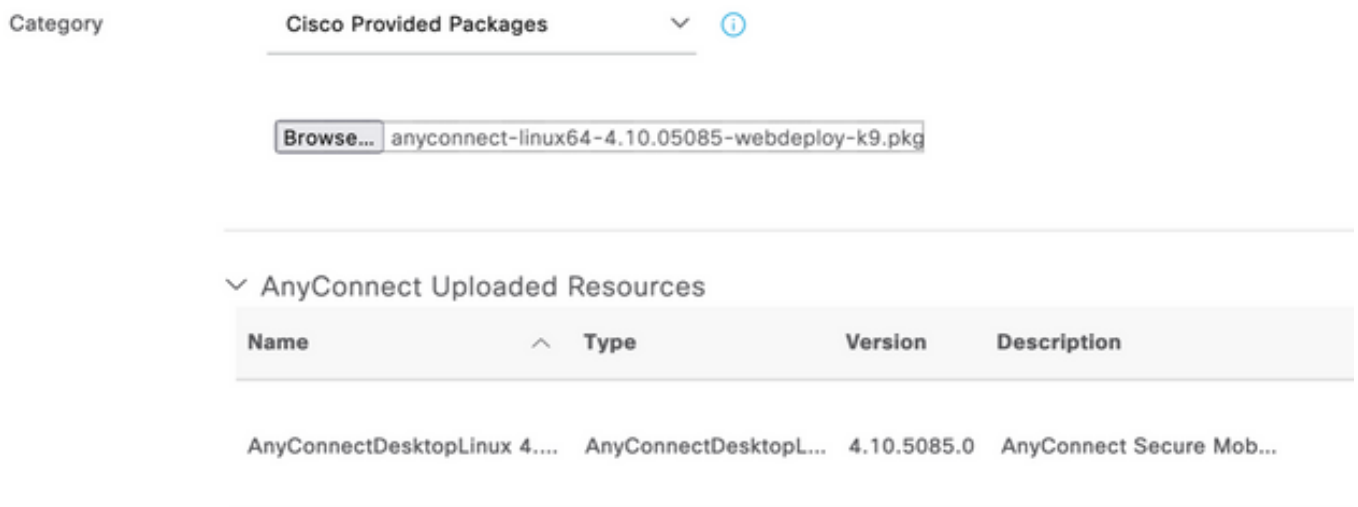 Category Cisco Provided Packages
Browse... anyconnect-linux64-4.10.05085-webdeploy-k9.pkg
AnyConnect Uploaded Resources
Name Type Version Description
AnyConnectDesktopLinux 4.... AnyConnectDesktopL... 4.10.5085.0 AnyConnect Secure Mob...